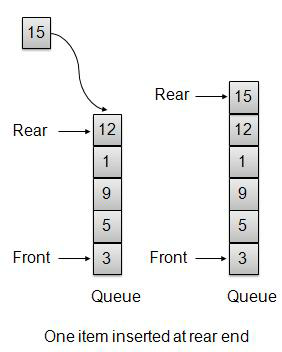 15
Rear 12
1
9
5
Front 3
Queue
Rear 15
12
1
9
5
Front 3
Queue
One item inserted at rear end